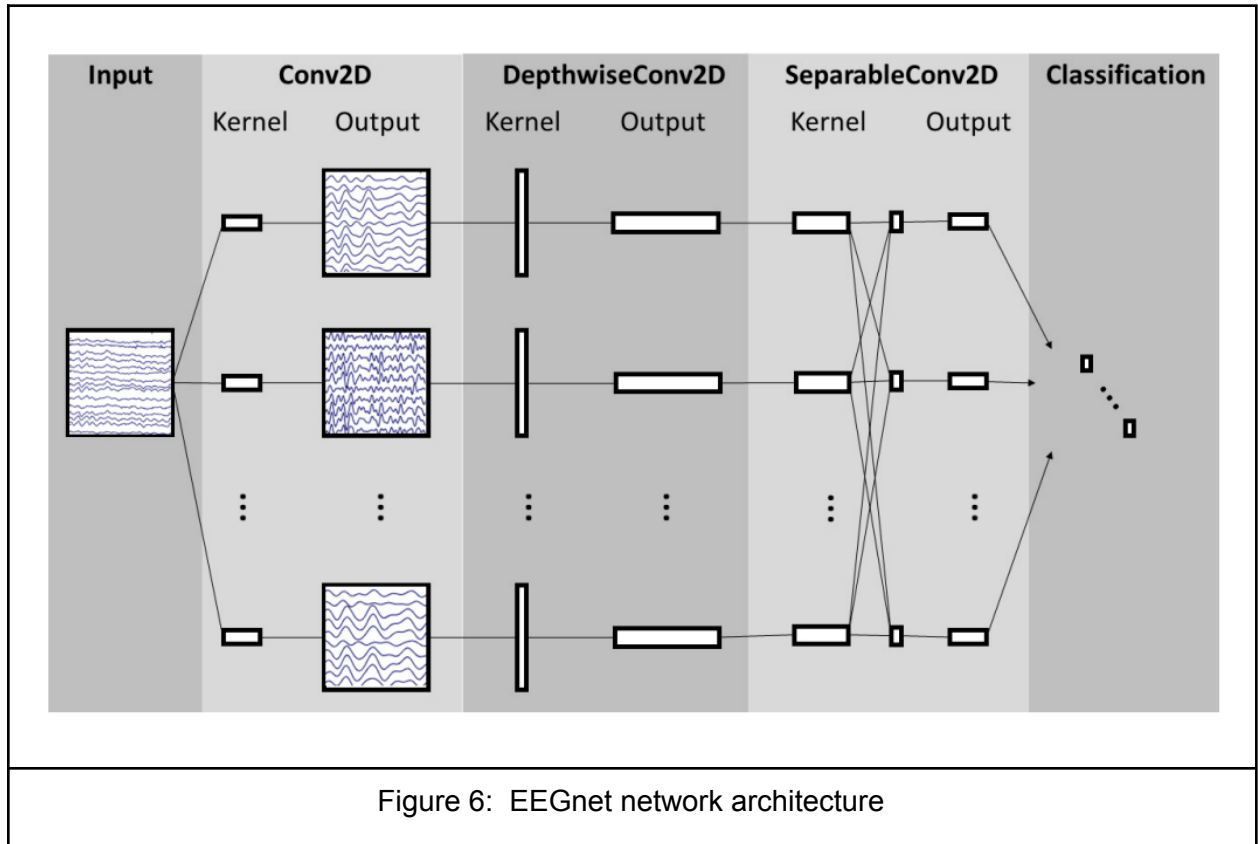 Input Conv2D DepthwiseConv2D SeparableConv2D Classification
Kernel Output Kernel Output Kernel Output
Figure 6: EEGnet network architecture